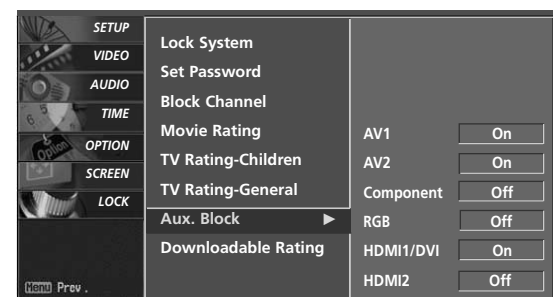 SETUP
VIDEO
AUDIO
TIME
OPTION
SCREEN
LOCK
Option
Menu Prev.
Lock System
Set Password
Block Channel
Movie Rating
TV Rating-Children
TV Rating-General
Aux. Block ►
Downloadable Rating
AV1 On
AV2 On
Component Off
RGB Off
HDMI1/DVI On
HDMI2 Off